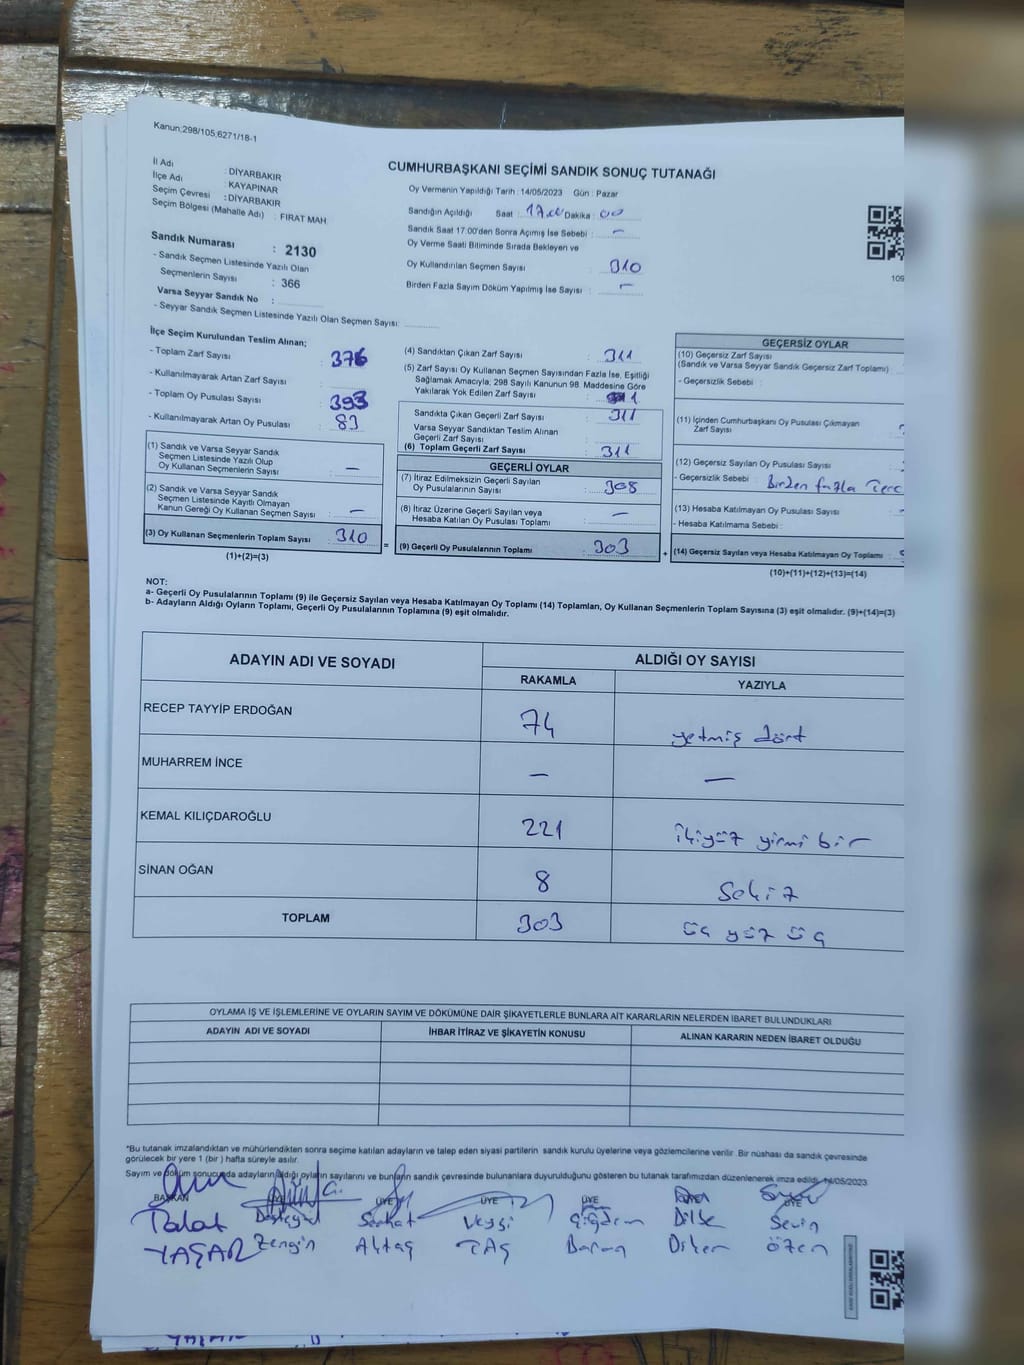 Kanun;298/105;6271/18-1
CUMHURBAŞKANI SEÇİMİ SANDIK SONUÇ TUTANAĞI
İl Adı : DİYARBAKIR
İlçe Adı : KAYAPINAR
Seçim Çevresi : DİYARBAKIR
Seçim Bölgesi (Mahalle Adı) : FIRAT MAH
Sandık Numarası : 2130
- Sandık Seçmen Listesinde Yazılı Olan
Seçmenlerin Sayısı : 366
Varsa Seyyar Sandık No :
- Seyyar Sandık Seçmen Listesinde Yazılı Olan Seçmen Sayısı:
Oy Vermenin Yapıldığı Tarih : 14/05/2023 Gün : Pazar
Sandığın Açıldığı Saat : 17.00 Dakika : 00
Sandık Saat 17.00'den Sonra Açılmış İse Sebebi : –
Oy Verme Saati Bitiminde Sırada Bekleyen ve
Oy Kullandırılan Seçmen Sayısı : 310
Birden Fazla Sayım Döküm Yapılmış İse Sayısı : –
109
İlçe Seçim Kurulundan Teslim Alınan;
- Toplam Zarf Sayısı : 376
- Kullanılmayarak Artan Zarf Sayısı :
- Toplam Oy Pusulası Sayısı : 393
- Kullanılmayarak Artan Oy Pusulası : 83
(1) Sandık ve Varsa Seyyar Sandık
Seçmen Listesinde Yazılı Olup
Oy Kullanan Seçmenlerin Sayısı : –
(2) Sandık ve Varsa Seyyar Sandık
Seçmen Listesinde Kayıtlı Olmayan
Kanun Gereği Oy Kullanan Seçmen Sayısı : –
(3) Oy Kullanan Seçmenlerin Toplam Sayısı : 310
(1)+(2)=(3)
=
(4) Sandıktan Çıkan Zarf Sayısı : 311
(5) Zarf Sayısı Oy Kullanan Seçmen Sayısından Fazla İse, Eşitliği
Sağlamak Amacıyla; 298 Sayılı Kanunun 98. Maddesine Göre
Yakılarak Yok Edilen Zarf Sayısı : 1
Sandıkta Çıkan Geçerli Zarf Sayısı : 311
Varsa Seyyar Sandıktan Teslim Alınan
Geçerli Zarf Sayısı :
(6) Toplam Geçerli Zarf Sayısı : 311
GEÇERLİ OYLAR
(7) İtiraz Edilmeksizin Geçerli Sayılan
Oy Pusulalarının Sayısı : 308
(8) İtiraz Üzerine Geçerli Sayılan veya
Hesaba Katılan Oy Pusulası Toplamı : –
(9) Geçerli Oy Pusulalarının Toplamı : 303
+
GEÇERSİZ OYLAR
(10) Geçersiz Zarf Sayısı
(Sandık ve Varsa Seyyar Sandık Geçersiz Zarf Toplamı) :
- Geçersizlik Sebebi :
(11) İçinden Cumhurbaşkanı Oy Pusulası Çıkmayan
Zarf Sayısı
(12) Geçersiz Sayılan Oy Pusulası Sayısı
- Geçersizlik Sebebi : Birden fazla
(13) Hesaba Katılmayan Oy Pusulası Sayısı
- Hesaba Katılmama Sebebi :
(14) Geçersiz Sayılan veya Hesaba Katılmayan Oy Toplamı :
(10)+(11)+(12)+(13)=(14)
NOT:
a- Geçerli Oy Pusulalarının Toplamı (9) ile Geçersiz Sayılan veya Hesaba Katılmayan Oy Toplamı (14) Toplamları, Oy Kullanan Seçmenlerin Toplam Sayısına (3) eşit olmalıdır. (9)+(14)=(3)
b- Adayların Aldığı Oyların Toplamı, Geçerli Oy Pusulalarının Toplamına (9) eşit olmalıdır.
ADAYIN ADI VE SOYADI ALDIĞI OY SAYISI
RAKAMLA YAZIYLA
RECEP TAYYİP ERDOĞAN 74 yetmiş dört
MUHARREM İNCE – –
KEMAL KILIÇDAROĞLU 221 ikiyüz yirmi bir
SİNAN OĞAN 8 Sekiz
TOPLAM 303 üç yüz üç
OYLAMA İŞ VE İŞLEMLERİNE VE OYLARIN SAYIM VE DÖKÜMÜNE DAİR ŞİKAYETLERLE BUNLARA AİT KARARLARIN NELERDEN İBARET BULUNDUKLARI
ADAYIN ADI VE SOYADI İHBAR İTİRAZ VE ŞİKAYETİN KONUSU ALINAN KARARIN NEDEN İBARET OLDUĞU
*Bu tutanak imzalandıktan ve mühürlendikten sonra seçime katılan adayların ve talep eden siyasi partilerin sandık kurulu üyelerine veya gözlemcilerine verilir. Bir nüshası da sandık çevresinde
görülecek bir yere 1 (bir) hafta süreyle asılır.
Sayım ve döküm sonucunda adayların aldığı oyların sayılarını ve bunların sandık çevresinde bulunanlara duyurulduğunu gösteren bu tutanak tarafımızdan düzenlenerek imza edildi. 14/05/2023
BAŞKAN ÜYE ÜYE ÜYE ÜYE ÜYE
Talat Serhat Veysi Çiğdem Sevin
YAŞAR Zengin Aktaş TAŞ Baran Özen